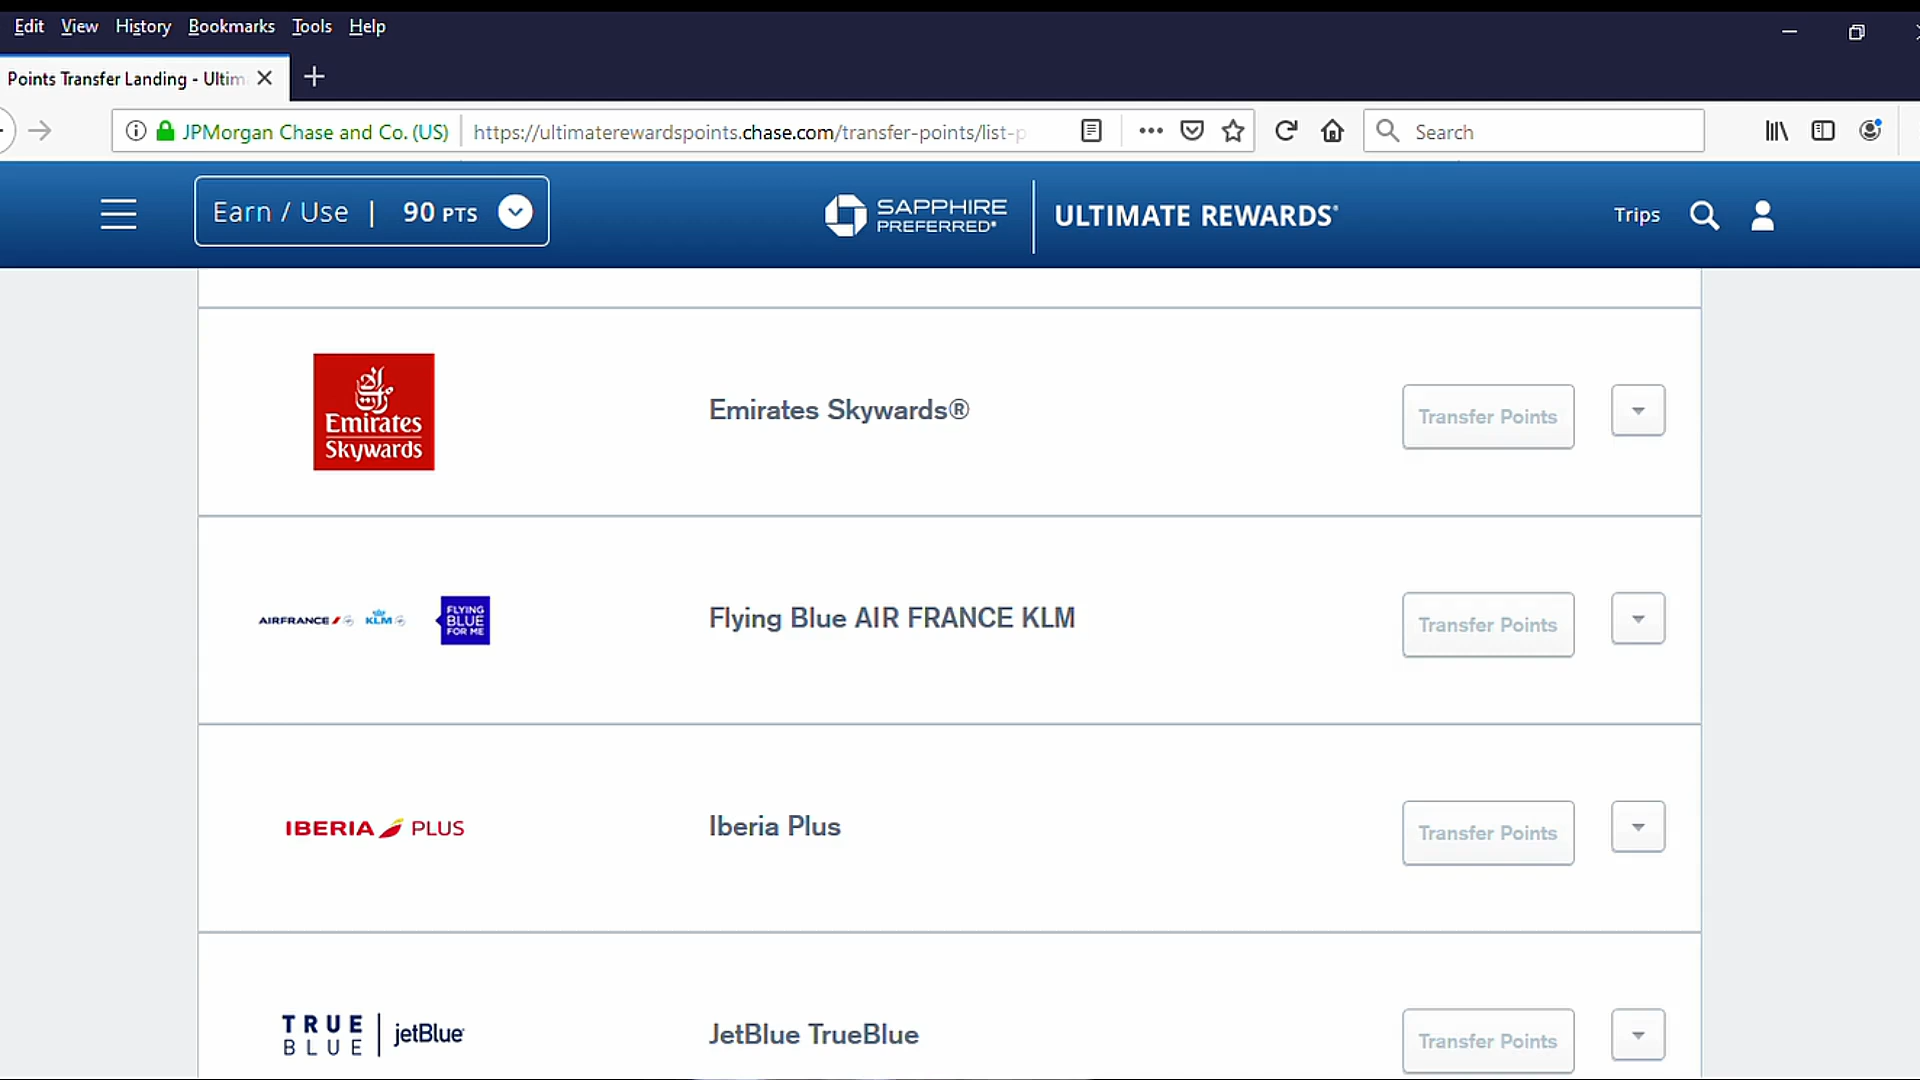 Edit View History Bookmarks Tools Help
Points Transfer Landing - Ultim
JPMorgan Chase and Co. (US) https://ultimaterewardspoints.chase.com/transfer-points/list-p Search
Earn / Use | 90 PTS SAPPHIRE PREFERRED® ULTIMATE REWARDS® Trips
Emirates
Skywards
Emirates Skywards®
Transfer Points
AIRFRANCE KLM FLYING BLUE FOR ME
Flying Blue AIR FRANCE KLM
Transfer Points
IBERIA PLUS
Iberia Plus
Transfer Points
TRUE BLUE jetBlue
JetBlue TrueBlue
Transfer Points